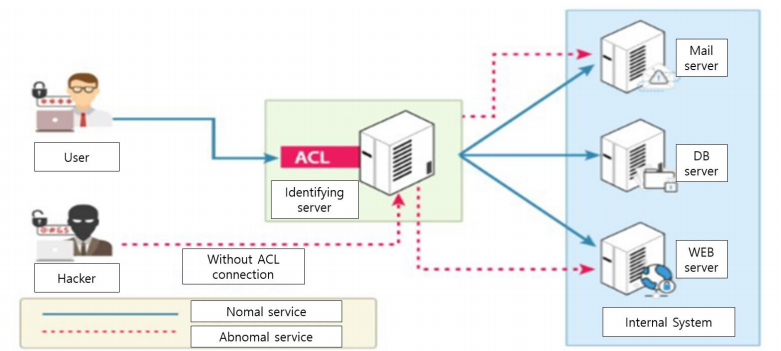 Mail
server
User
ACL
Identifying
server
DB
server
Hacker
Without ACL
connection
WEB
server
Nomal service
Abnomal service
Internal System